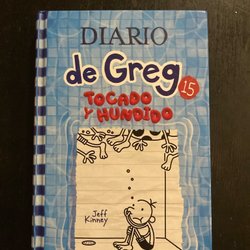 DIARIO
de Greg
15
TOCADO
Y HUNDIDO
Jeff
Kinney